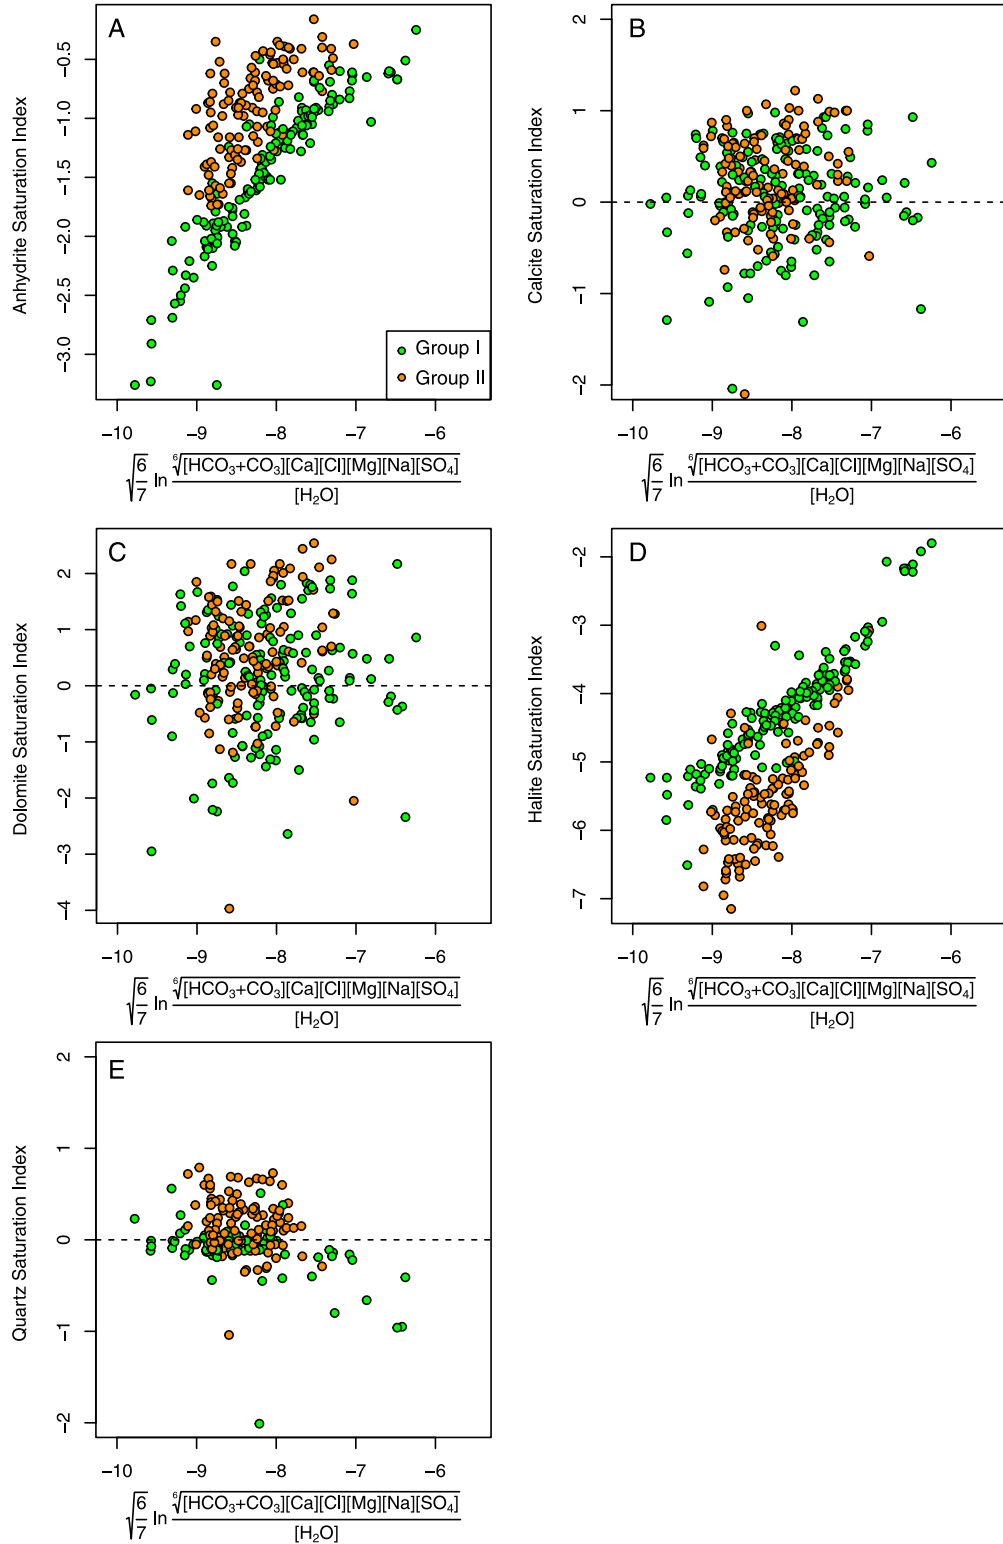 A
Anhydrite Saturation Index
−0.5
−1.0
−1.5
−2.0
−2.5
−3.0
Group I
Group II
−10 −9 −8 −7 −6
√(6/7) ln ⁶√([HCO₃+CO₃][Ca][Cl][Mg][Na][SO₄]) / [H₂O]
B
Calcite Saturation Index
2
1
0
−1
−2
−10 −9 −8 −7 −6
√(6/7) ln ⁶√([HCO₃+CO₃][Ca][Cl][Mg][Na][SO₄]) / [H₂O]
C
Dolomite Saturation Index
2
1
0
−1
−2
−3
−4
−10 −9 −8 −7 −6
√(6/7) ln ⁶√([HCO₃+CO₃][Ca][Cl][Mg][Na][SO₄]) / [H₂O]
D
Halite Saturation Index
−2
−3
−4
−5
−6
−7
−10 −9 −8 −7 −6
√(6/7) ln ⁶√([HCO₃+CO₃][Ca][Cl][Mg][Na][SO₄]) / [H₂O]
E
Quartz Saturation Index
2
1
0
−1
−2
−10 −9 −8 −7 −6
√(6/7) ln ⁶√([HCO₃+CO₃][Ca][Cl][Mg][Na][SO₄]) / [H₂O]